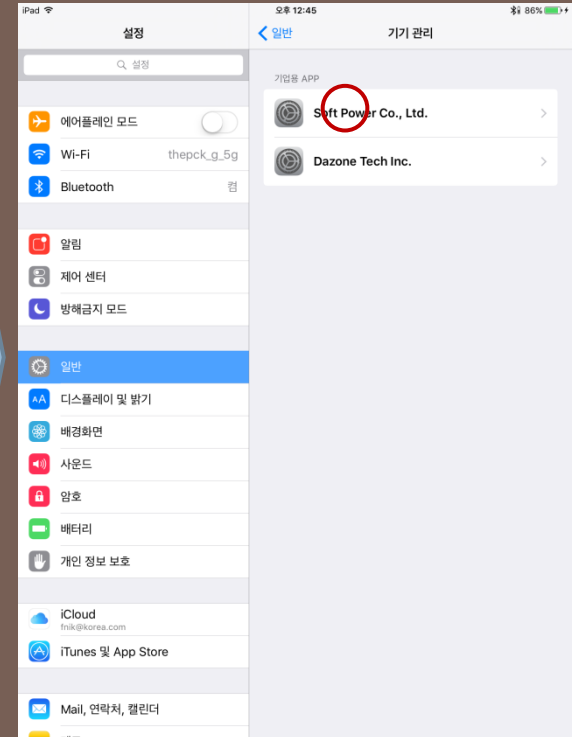 iPad
오후 12:45
86%
설정
일반
기기 관리
설정
에어플레인 모드
Wi-Fi
thepck_g_5g
Bluetooth
켬
알림
제어 센터
방해금지 모드
일반
AA 디스플레이 및 밝기
배경화면
사운드
암호
배터리
개인 정보 보호
iCloud
fnik@korea.com
iTunes 및 App Store
Mail, 연락처, 캘린더
기업용 APP
Soft Power Co., Ltd.
Dazone Tech Inc.